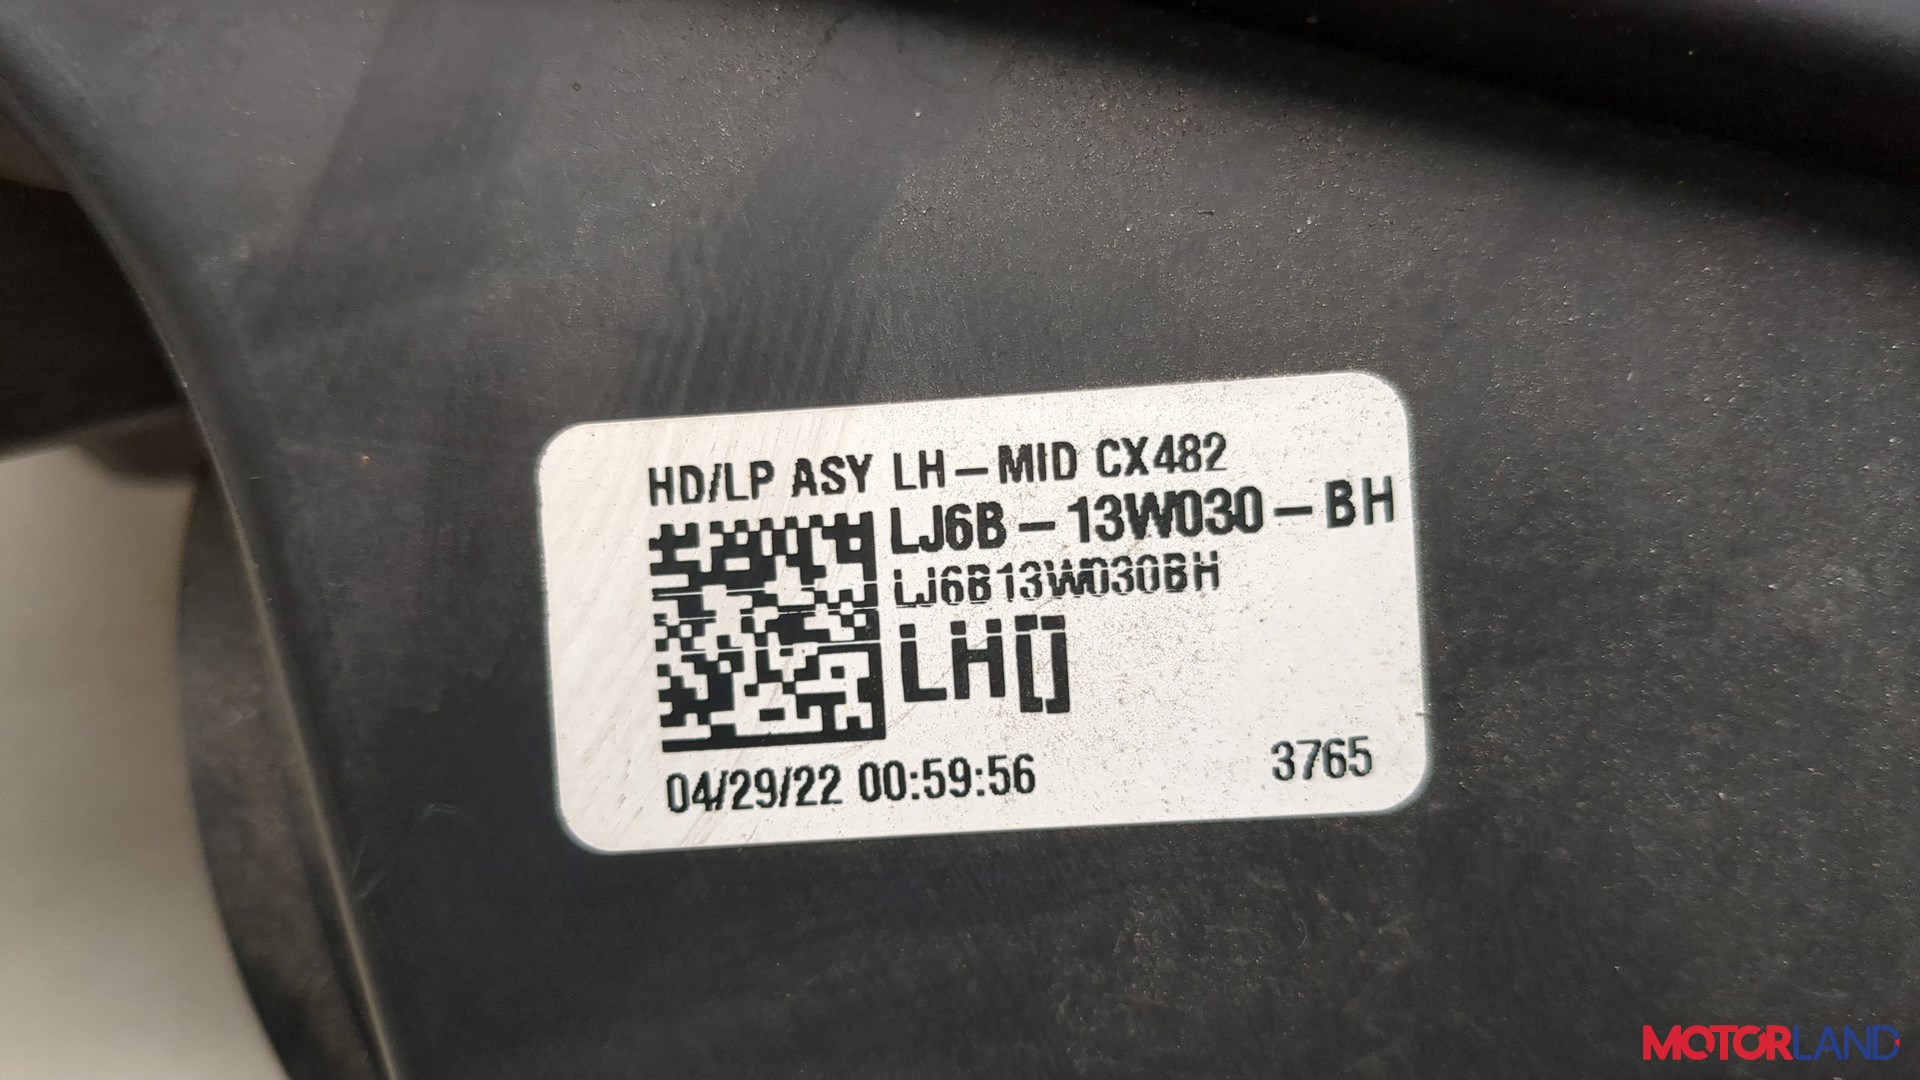 HD/LP ASY LH-MID CX482
LJ6B-13W030-BH
LJ6B13W030BH
LH[]
04/29/22 00:59:56 3765
MOTORLAND